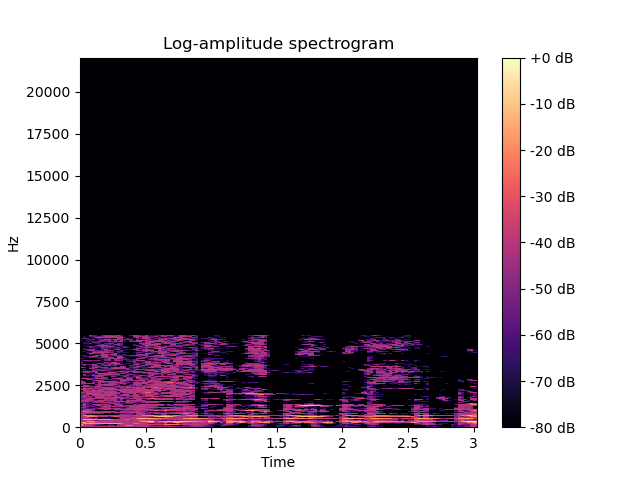 Log-amplitude spectrogram
Hz
20000
17500
15000
12500
10000
7500
5000
2500
0
0 0.5 1 1.5 2 2.5 3
Time
+0 dB
-10 dB
-20 dB
-30 dB
-40 dB
-50 dB
-60 dB
-70 dB
-80 dB